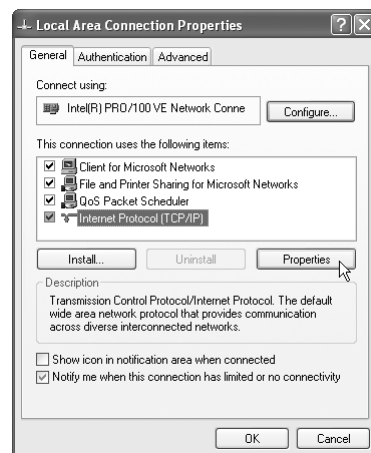 Local Area Connection Properties
General Authentication Advanced
Connect using:
Intel(R) PRO/100 VE Network Conne Configure...
This connection uses the following items:
Client for Microsoft Networks
File and Printer Sharing for Microsoft Networks
QoS Packet Scheduler
Internet Protocol (TCP/IP)
Install... Uninstall Properties
Description
Transmission Control Protocol/Internet Protocol. The default
wide area network protocol that provides communication
across diverse interconnected networks.
Show icon in notification area when connected
Notify me when this connection has limited or no connectivity
OK Cancel